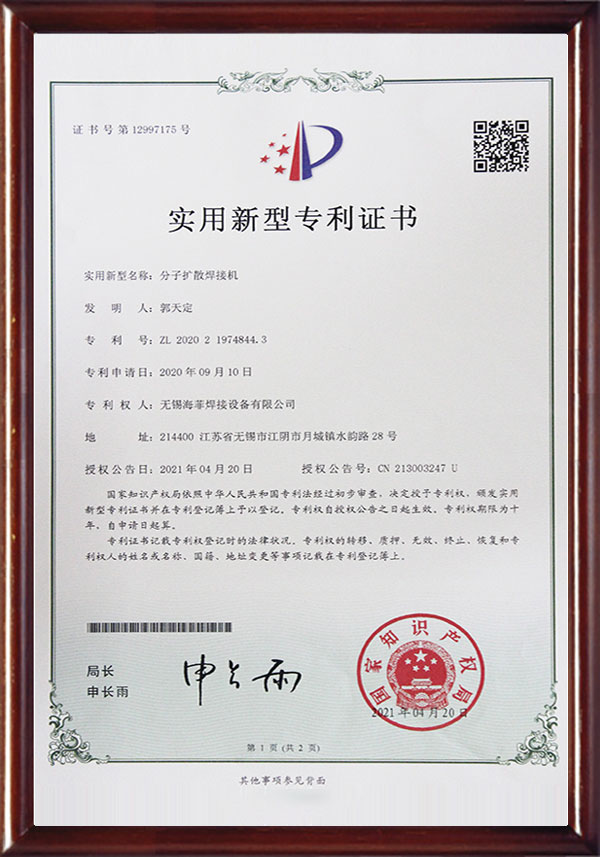 证书号第12997175号
实用新型专利证书
实用新型名称：分子扩散焊接机
发明人：郭天定
专利号：ZL 2020 2 1974844.3
专利申请日：2020年09月10日
专利权人：无锡海菲焊接设备有限公司
地址：214400 江苏省无锡市江阴市月城镇水韵路28号
授权公告日：2021年04月20日 授权公告号：CN 213003247 U
国家知识产权局依照中华人民共和国专利法经过初步审查，决定授予专利权，颁发实用
新型专利证书并在专利登记簿上予以登记。专利权自授权公告之日起生效。专利权期限为十
年，自申请日起算。
专利证书记载专利权登记时的法律状况。专利权的转移、质押、无效、终止、恢复和专
利权人的姓名或名称、国籍、地址变更等事项记载在专利登记簿上。
局长
申长雨
申长雨
国家知识产权局
2021年04月20日
第1页(共2页)
其他事项参见背面